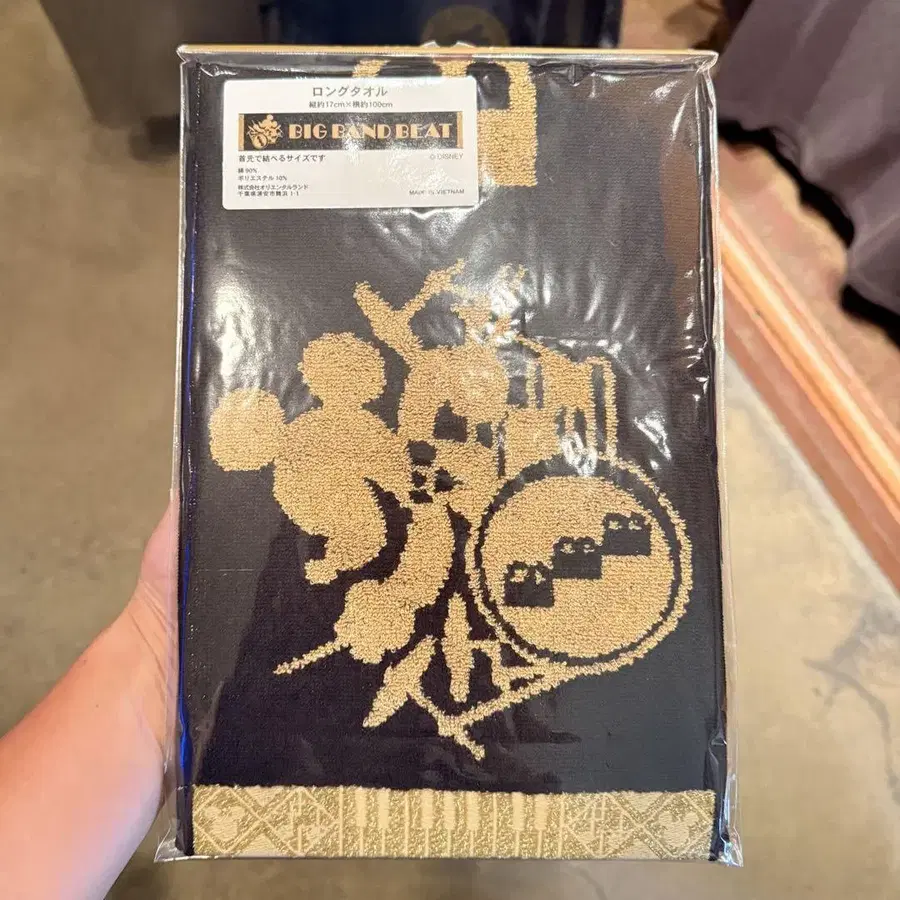 ロングタオル
縦約17cm×横約100cm
BIG BAND BEAT
首元で結べるサイズです
© DISNEY
綿 90%
ポリエステル 10%
株式会社オリエンタルランド
千葉県浦安市舞浜 1-1
MADE IN VIETNAM
B
B
B